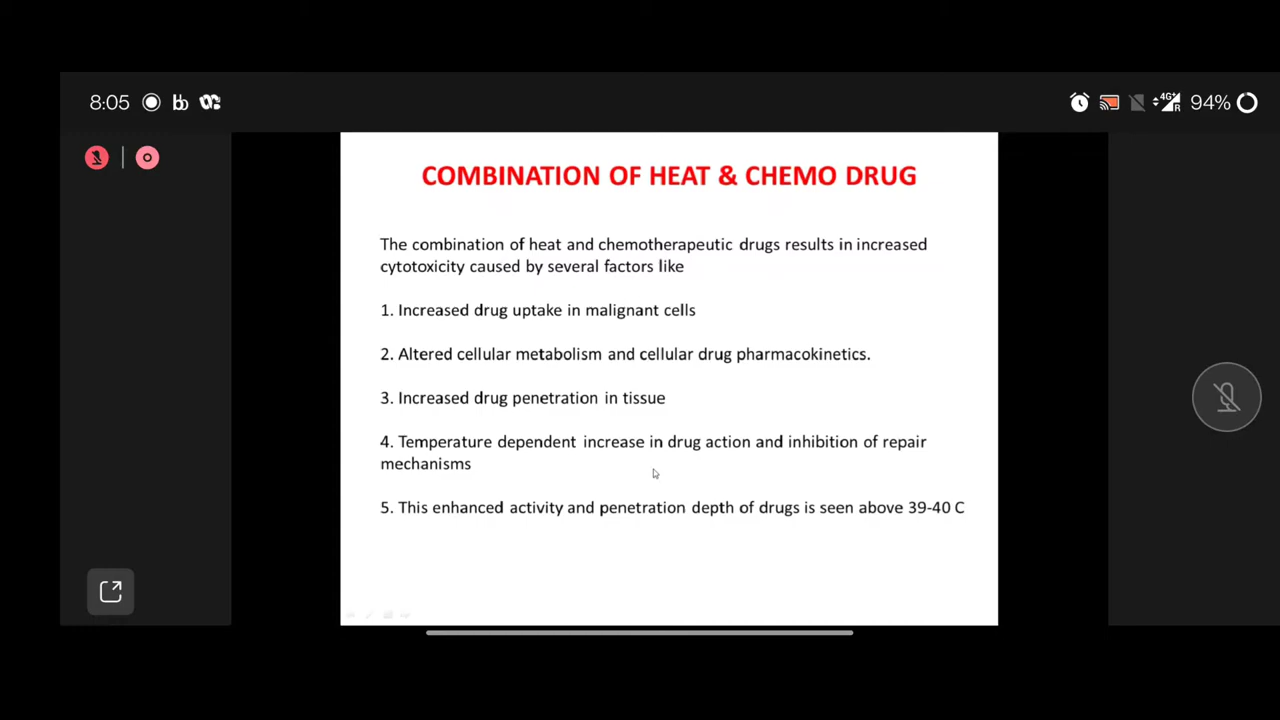 8:05
4G+
R
94%
COMBINATION OF HEAT & CHEMO DRUG
The combination of heat and chemotherapeutic drugs results in increased
cytotoxicity caused by several factors like
1. Increased drug uptake in malignant cells
2. Altered cellular metabolism and cellular drug pharmacokinetics.
3. Increased drug penetration in tissue
4. Temperature dependent increase in drug action and inhibition of repair
mechanisms
5. This enhanced activity and penetration depth of drugs is seen above 39-40 C